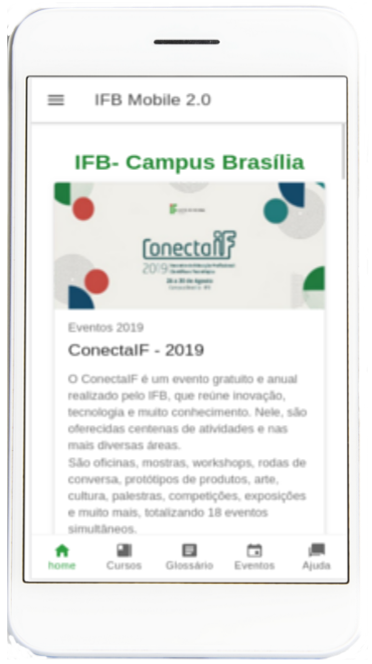 IFB Mobile 2.0
IFB- Campus Brasília
ConectaIF
2019
Eventos 2019
ConectaIF - 2019
O ConectaIF é um evento gratuito e anual
realizado pelo IFB, que reúne inovação,
tecnologia e muito conhecimento. Nele, são
oferecidas centenas de atividades e nas
mais diversas áreas.
São oficinas, mostras, workshops, rodas de
conversa, protótipos de produtos, arte,
cultura, palestras, competições, exposições
e muito mais, totalizando 18 eventos
simultâneos.
home Cursos Glossário Eventos Ajuda